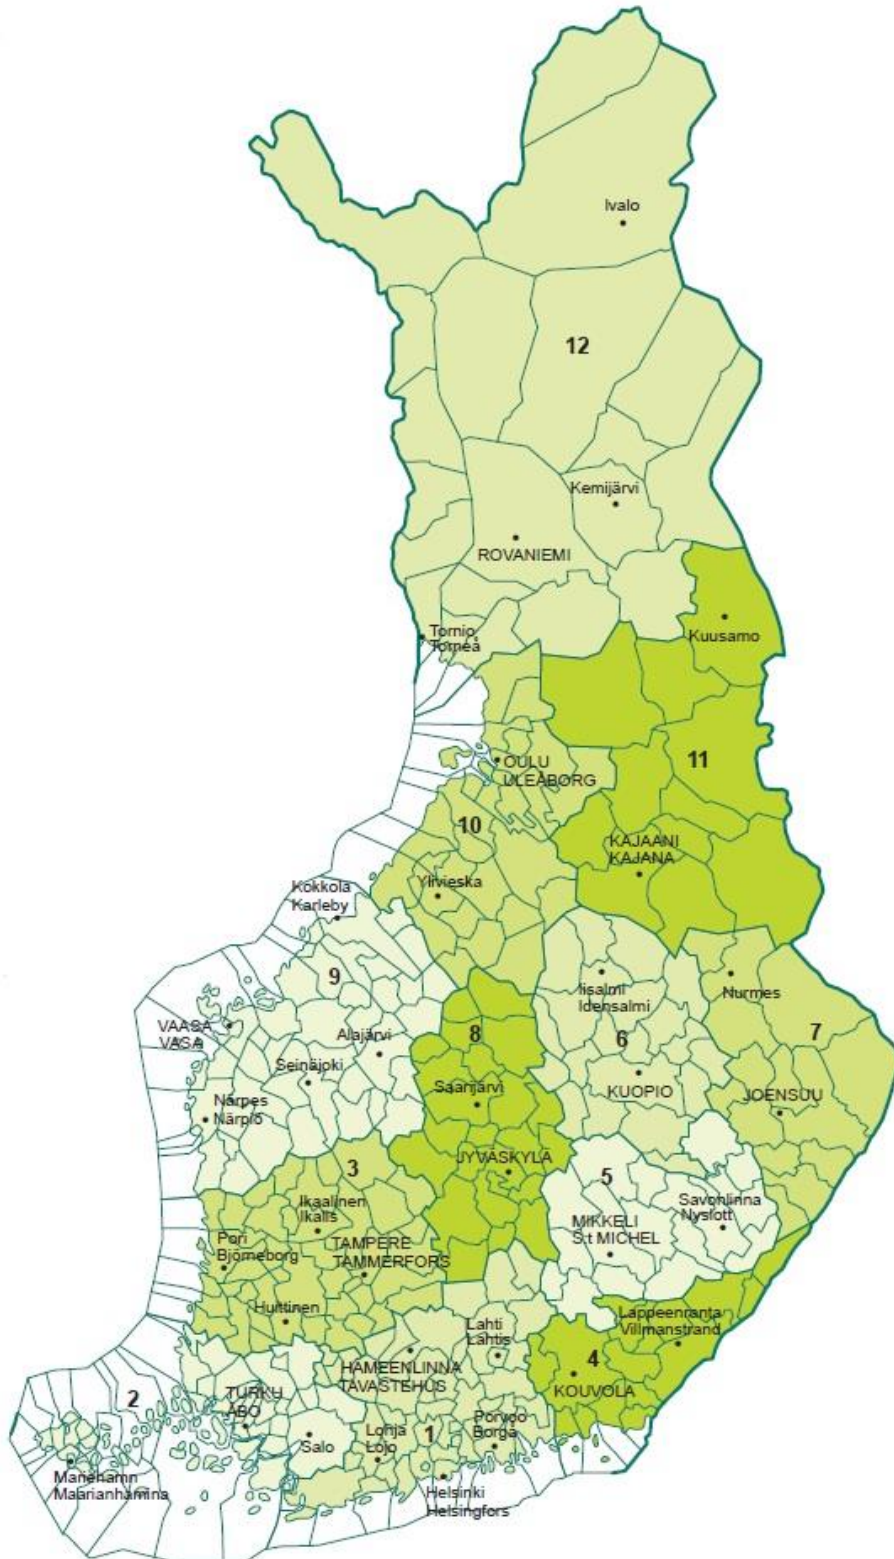 Ivalo
12
Kemijärvi
ROVANIEMI
Kuusamo
Tornio
Torneå
OULU
ULEÅBORG
11
10
KAJAANI
KAJANA
Ylivieska
Kokkola
Karleby
9
Iisalmi
Idensalmi
Nurmes
VAASA
VASA
Alajärvi
8
6
7
Seinäjoki
Saarijärvi
KUOPIO
JOENSUU
Närpes
Närpiö
3
JYVÄSKYLÄ
5
Ikaalinen
Ikalis
Savonlinna
Nyslott
MIKKELI
S:t MICHEL
Pori
Björneborg
TAMPERE
TAMMERFORS
Huittinen
Lahti
Lahtis
Lappeenranta
Villmanstrand
HÄMEENLINNA
TAVASTEHUS
4
KOUVOLA
2
TURKU
ÅBO
Salo
Lohja
Lojo
1
Porvoo
Borgå
Mariehamn
Maarianhamina
Helsinki
Helsingfors